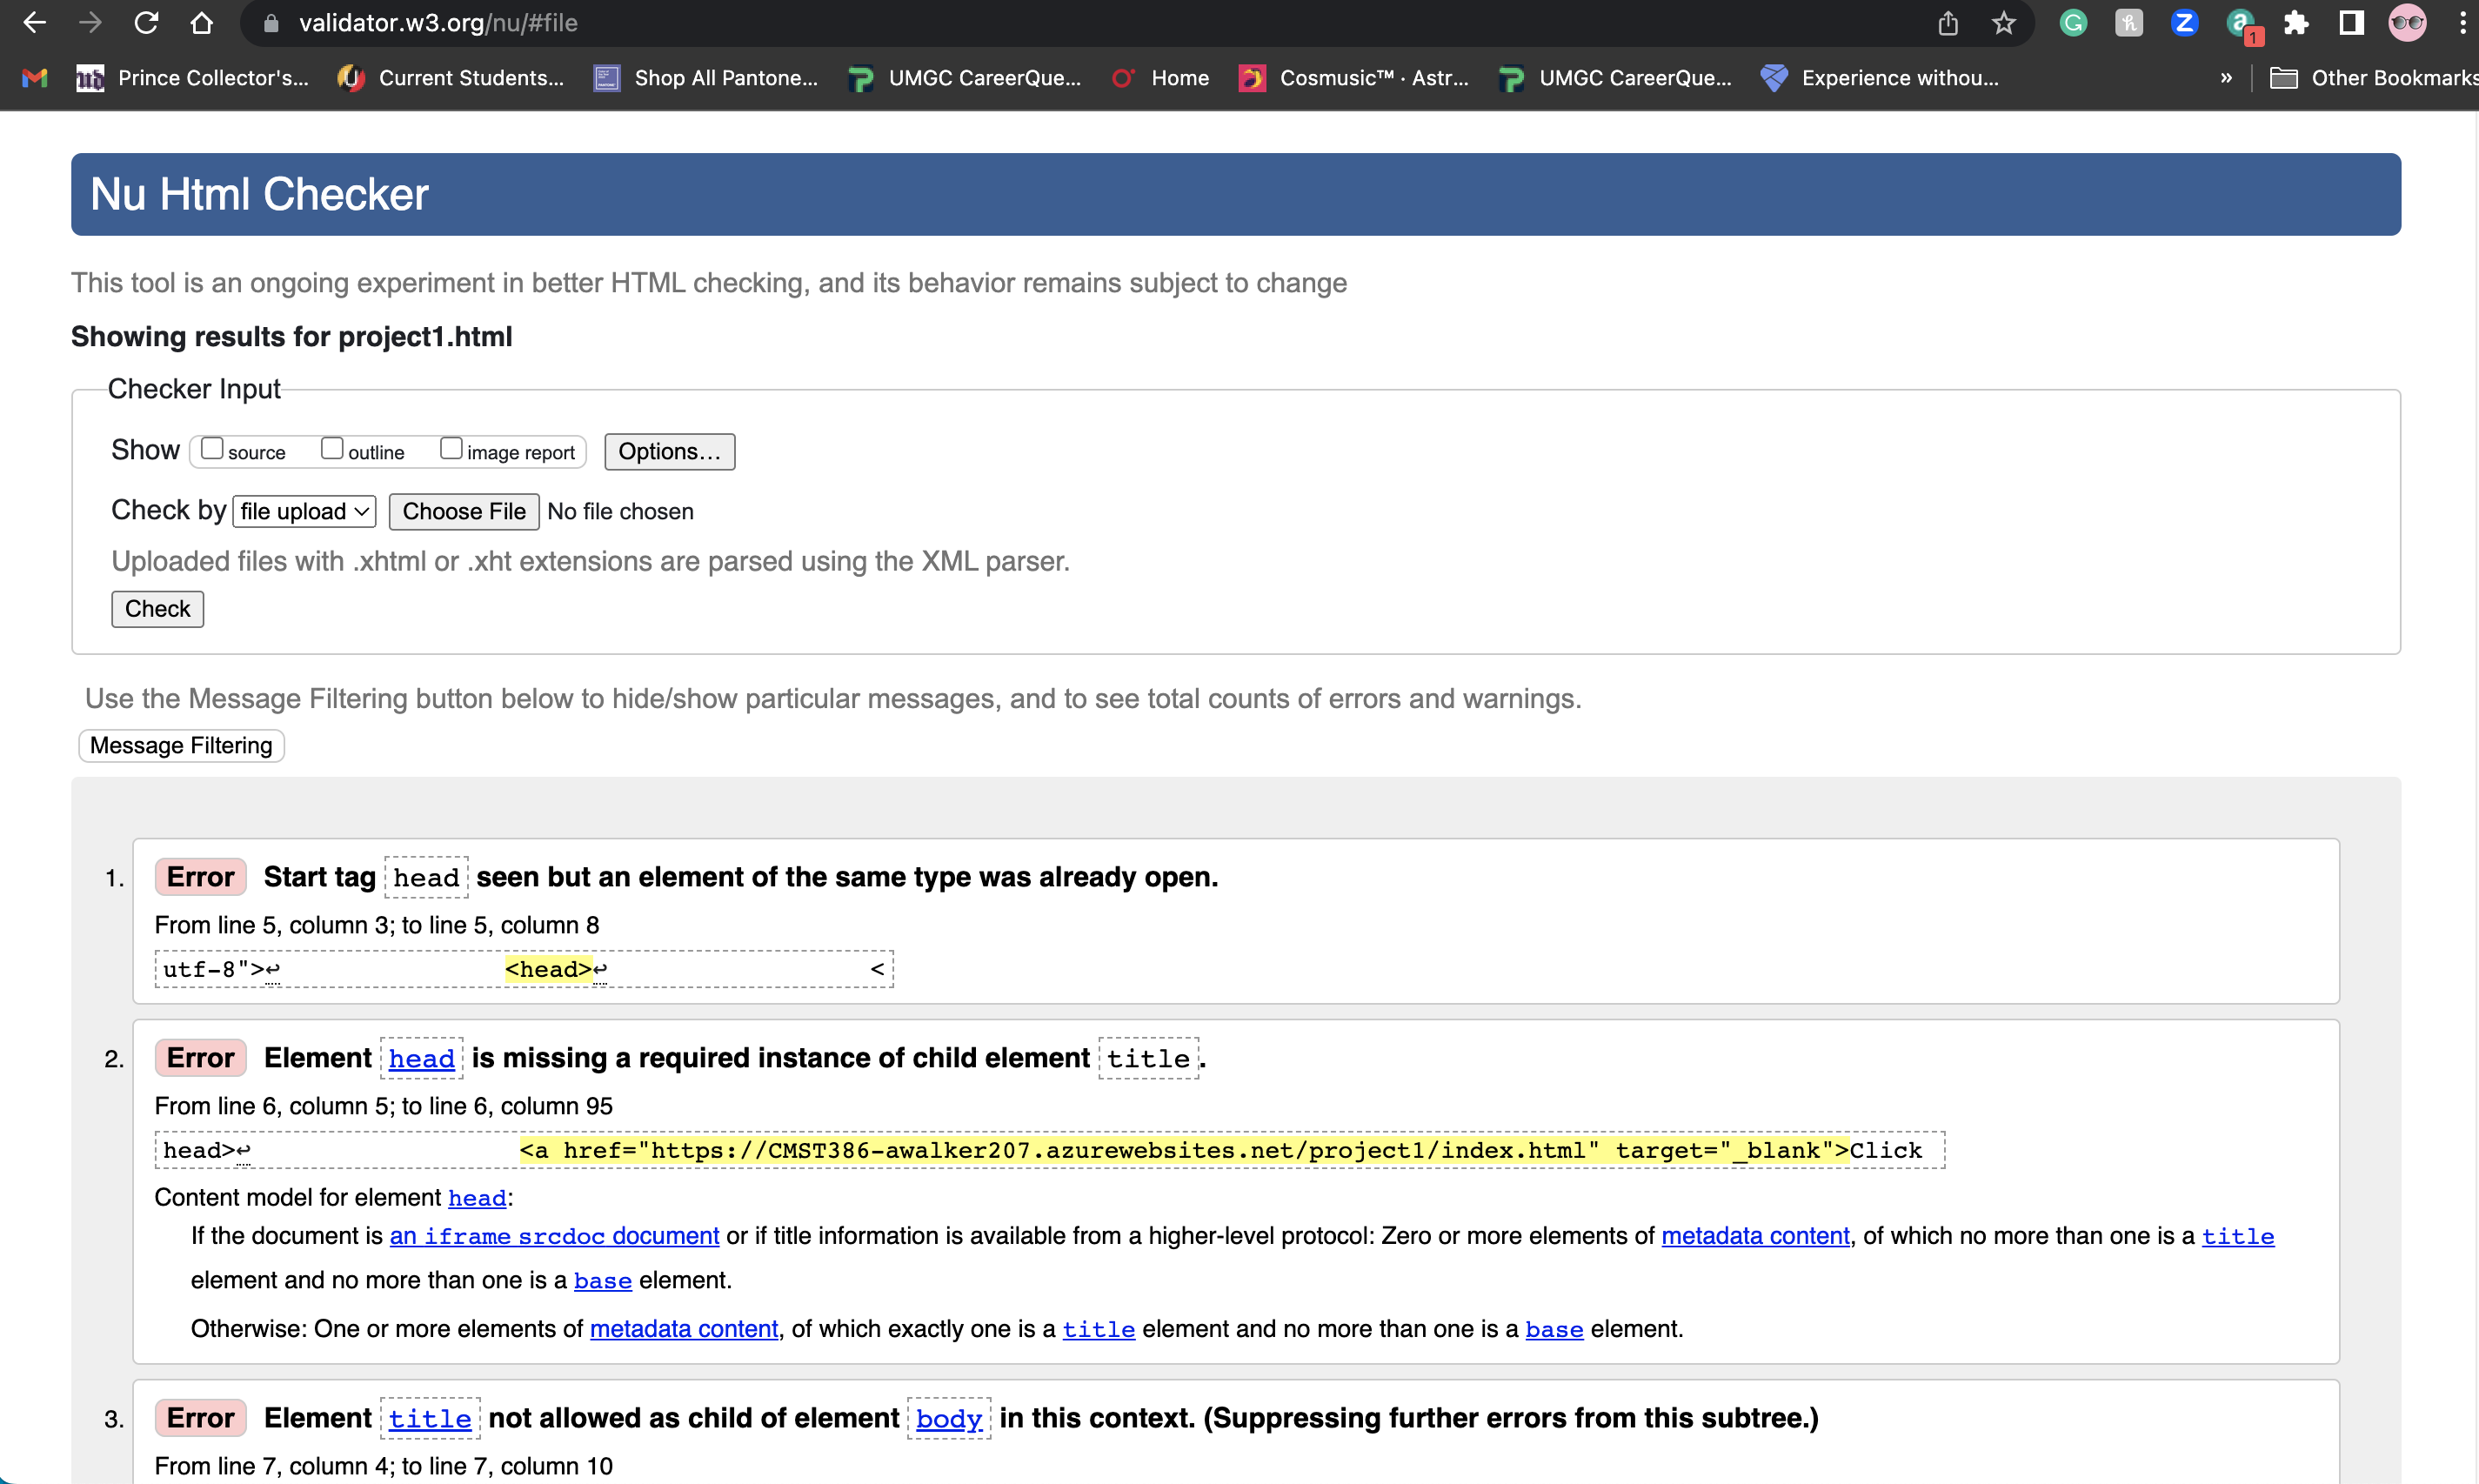 validator.w3.org/nu/#file
Prince Collector's... Current Students... Shop All Pantone... UMGC CareerQue... Home Cosmusic™ · Astr... UMGC CareerQue... Experience withou... » Other Bookmarks
Nu Html Checker
This tool is an ongoing experiment in better HTML checking, and its behavior remains subject to change
Showing results for project1.html
Checker Input
Show source outline image report Options...
Check by file upload Choose File No file chosen
Uploaded files with .xhtml or .xht extensions are parsed using the XML parser.
Check
Use the Message Filtering button below to hide/show particular messages, and to see total counts of errors and warnings.
Message Filtering
1. Error Start tag head seen but an element of the same type was already open.
From line 5, column 3; to line 5, column 8
utf-8">↩ <head>↩ <
2. Error Element head is missing a required instance of child element title.
From line 6, column 5; to line 6, column 95
head>↩ <a href="https://CMST386-awalker207.azurewebsites.net/project1/index.html" target="_blank">Click
Content model for element head:
If the document is an iframe srcdoc document or if title information is available from a higher-level protocol: Zero or more elements of metadata content, of which no more than one is a title
element and no more than one is a base element.
Otherwise: One or more elements of metadata content, of which exactly one is a title element and no more than one is a base element.
3. Error Element title not allowed as child of element body in this context. (Suppressing further errors from this subtree.)
From line 7, column 4; to line 7, column 10